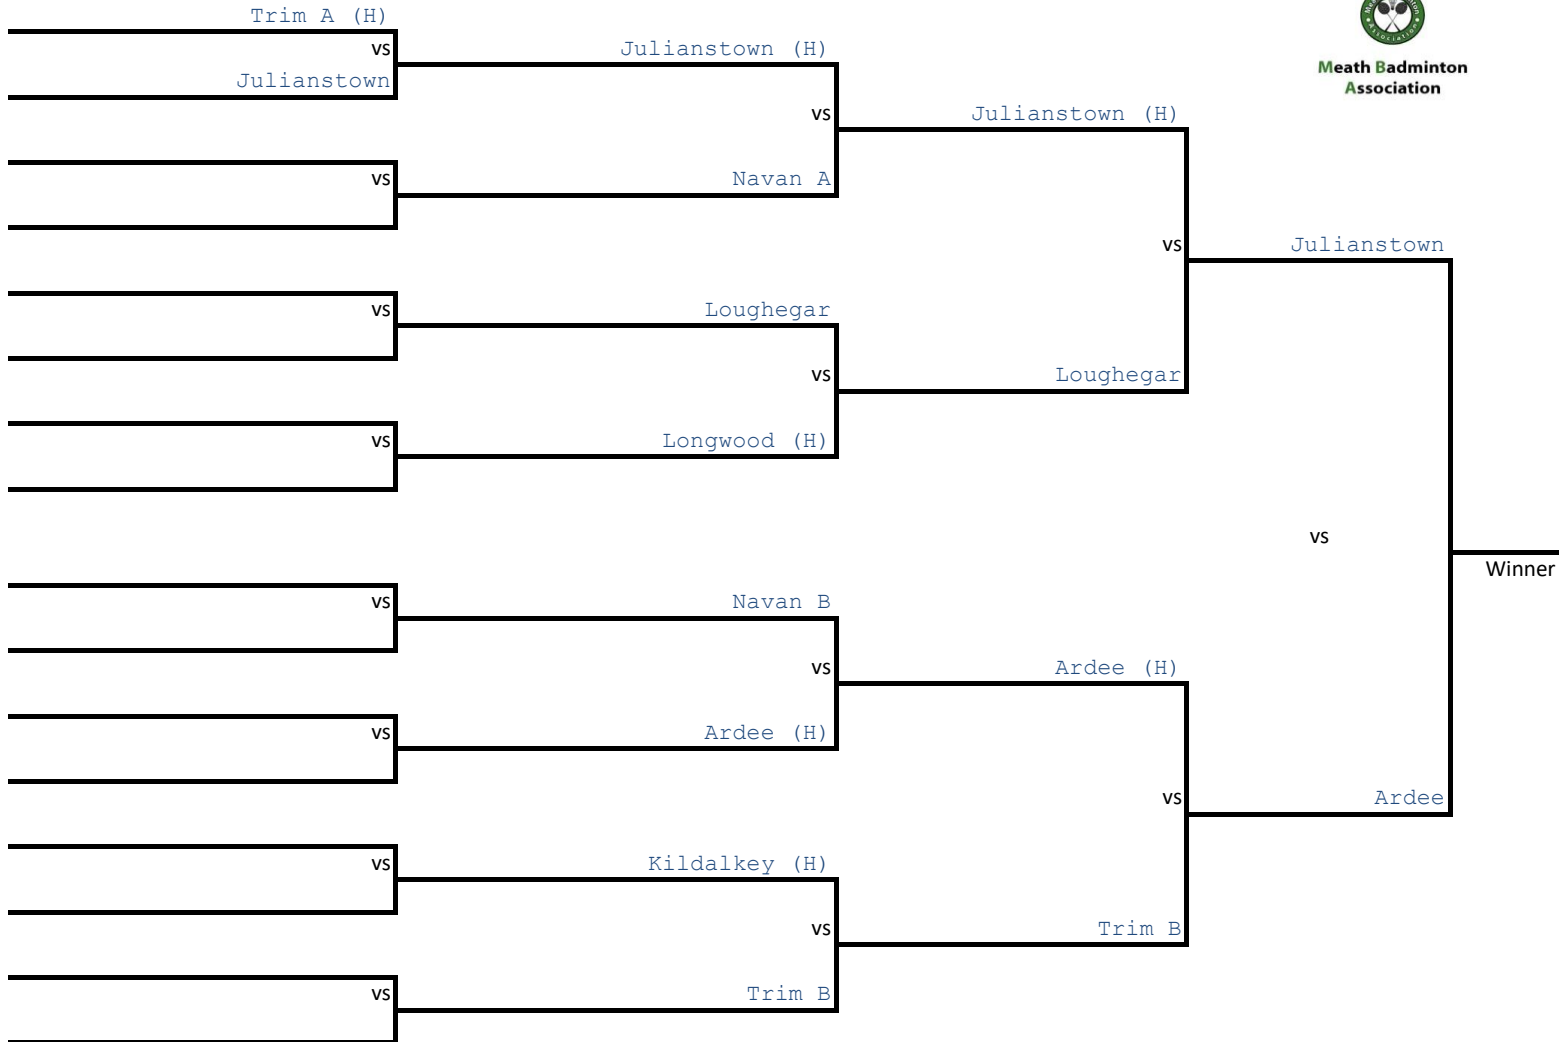 Trim A (H)
vs
Julianstown
Julianstown (H)
vs
Navan A
vs
Julianstown (H)
vs
Loughegar
vs
Longwood (H)
vs
Loughegar
vs
Julianstown
vs
Winner
Navan B
vs
Ardee (H)
vs
Ardee (H)
vs
Kildalkey (H)
vs
Trim B
vs
Trim B
vs
Ardee
vs
Meath Badminton
Association